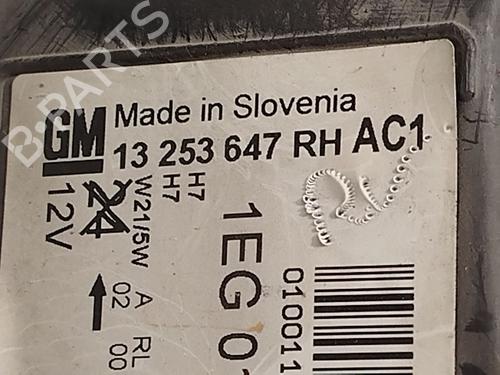 GM Made in Slovenia
13 253 647 RH AC1
H7
H7
W21/5W
24
12V
A
02
RL
00
1EG 0
010011
B-PARTS